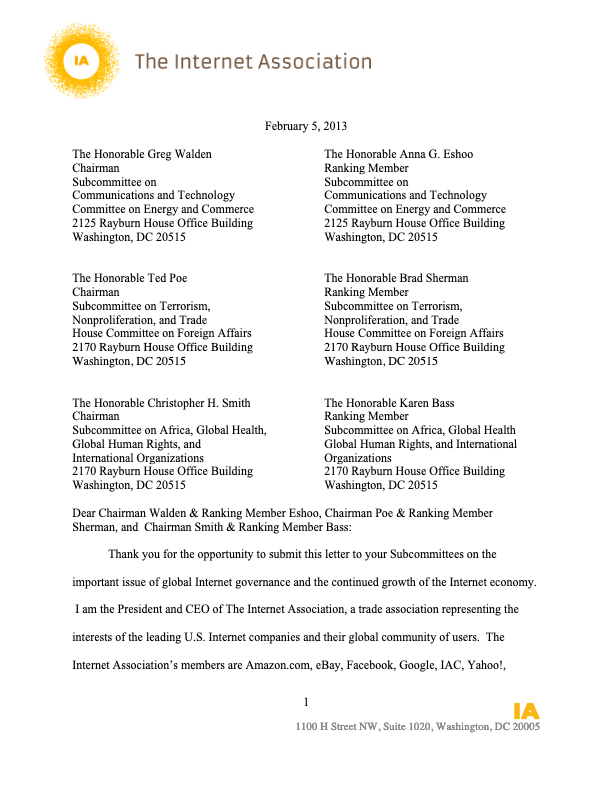 IA
The Internet Association
February 5, 2013
The Honorable Greg Walden
Chairman
Subcommittee on
Communications and Technology
Committee on Energy and Commerce
2125 Rayburn House Office Building
Washington, DC 20515
The Honorable Anna G. Eshoo
Ranking Member
Subcommittee on
Communications and Technology
Committee on Energy and Commerce
2125 Rayburn House Office Building
Washington, DC 20515
The Honorable Ted Poe
Chairman
Subcommittee on Terrorism,
Nonproliferation, and Trade
House Committee on Foreign Affairs
2170 Rayburn House Office Building
Washington, DC 20515
The Honorable Brad Sherman
Ranking Member
Subcommittee on Terrorism,
Nonproliferation, and Trade
House Committee on Foreign Affairs
2170 Rayburn House Office Building
Washington, DC 20515
The Honorable Christopher H. Smith
Chairman
Subcommittee on Africa, Global Health,
Global Human Rights, and
International Organizations
2170 Rayburn House Office Building
Washington, DC 20515
The Honorable Karen Bass
Ranking Member
Subcommittee on Africa, Global Health
Global Human Rights, and International
Organizations
2170 Rayburn House Office Building
Washington, DC 20515
Dear Chairman Walden & Ranking Member Eshoo, Chairman Poe & Ranking Member
Sherman, and Chairman Smith & Ranking Member Bass:
Thank you for the opportunity to submit this letter to your Subcommittees on the
important issue of global Internet governance and the continued growth of the Internet economy.
I am the President and CEO of The Internet Association, a trade association representing the
interests of the leading U.S. Internet companies and their global community of users. The
Internet Association's members are Amazon.com, eBay, Facebook, Google, IAC, Yahoo!,
1
IA
1100 H Street NW, Suite 1020, Washington, DC 20005